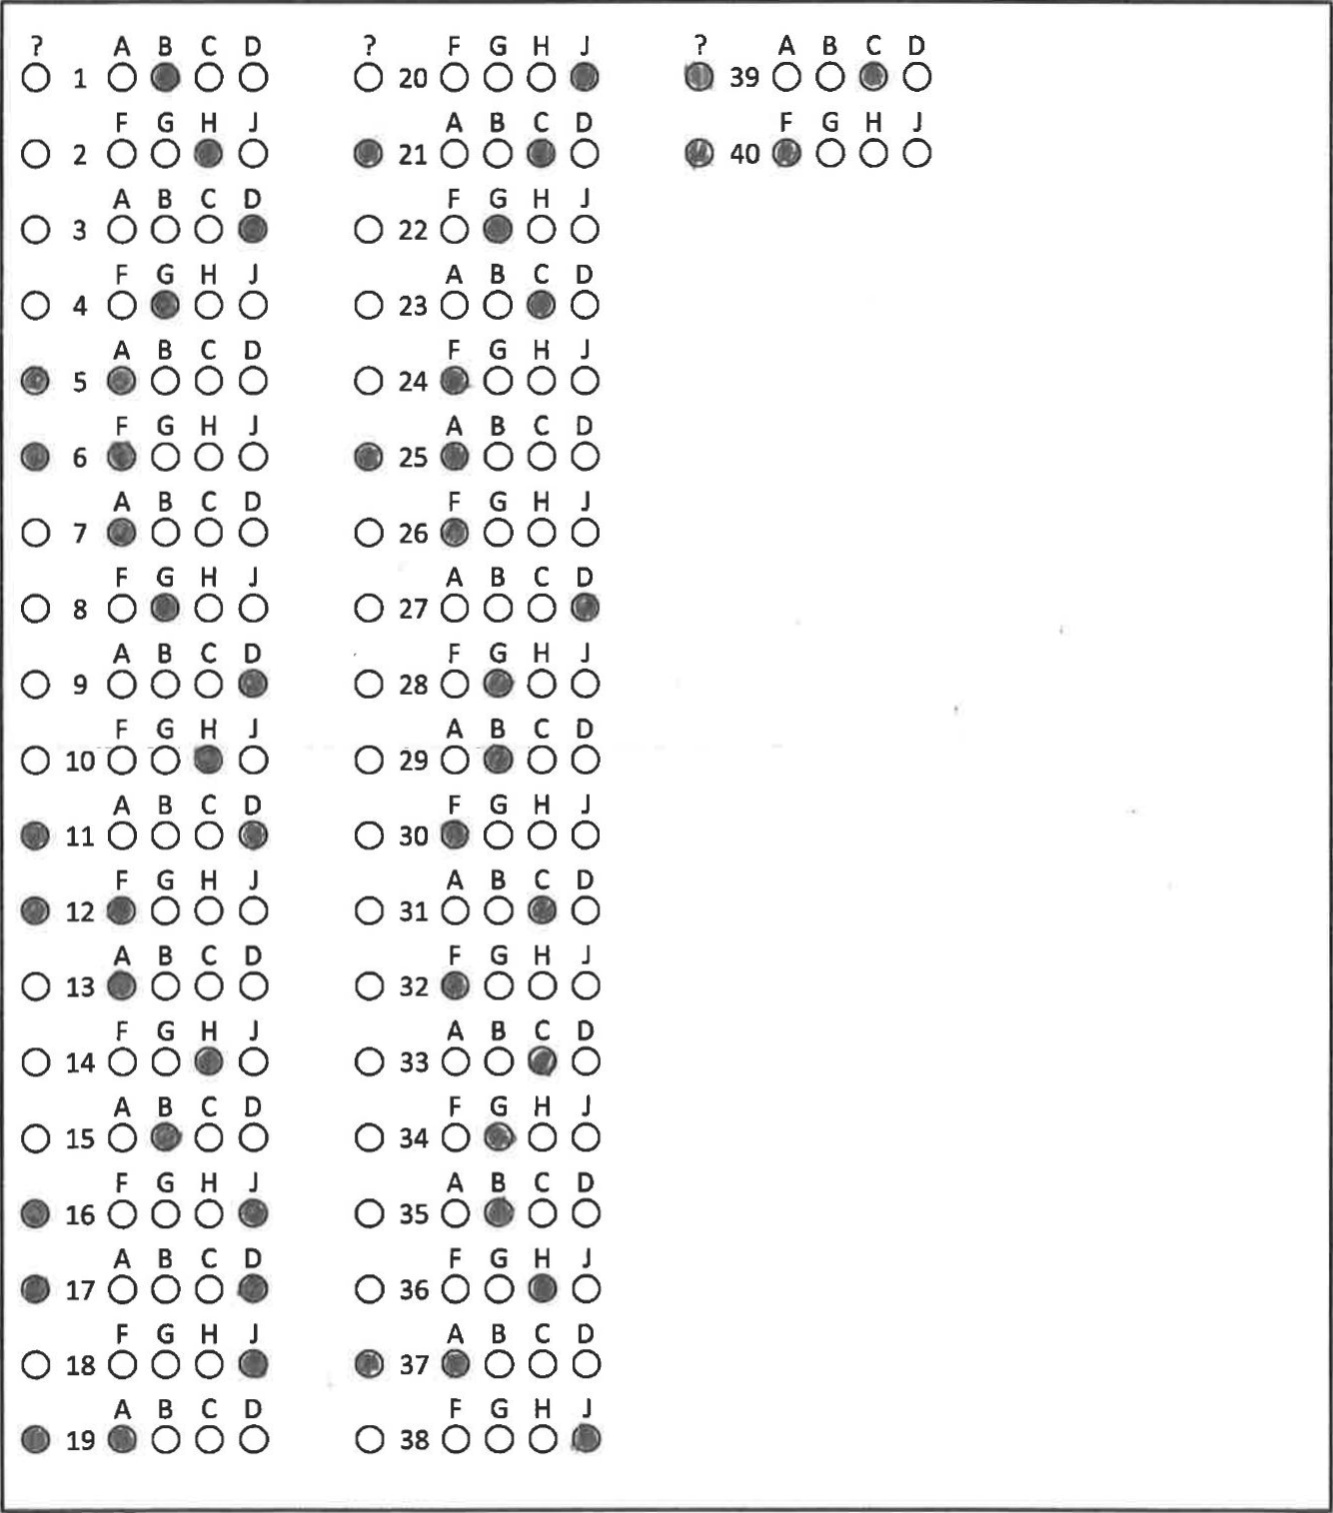 ? A B C D
1
F G H J
2
A B C D
3
F G H J
4
A B C D
5
F G H J
6
A B C D
7
F G H J
8
A B C D
9
F G H J
10
A B C D
11
F G H J
12
A B C D
13
F G H J
14
A B C D
15
F G H J
16
A B C D
17
F G H J
18
A B C D
19
? F G H J
20
A B C D
21
F G H J
22
A B C D
23
F G H J
24
A B C D
25
F G H J
26
A B C D
27
F G H J
28
A B C D
29
F G H J
30
A B C D
31
F G H J
32
A B C D
33
F G H J
34
A B C D
35
F G H J
36
A B C D
37
F G H J
38
? A B C D
39
F G H J
40